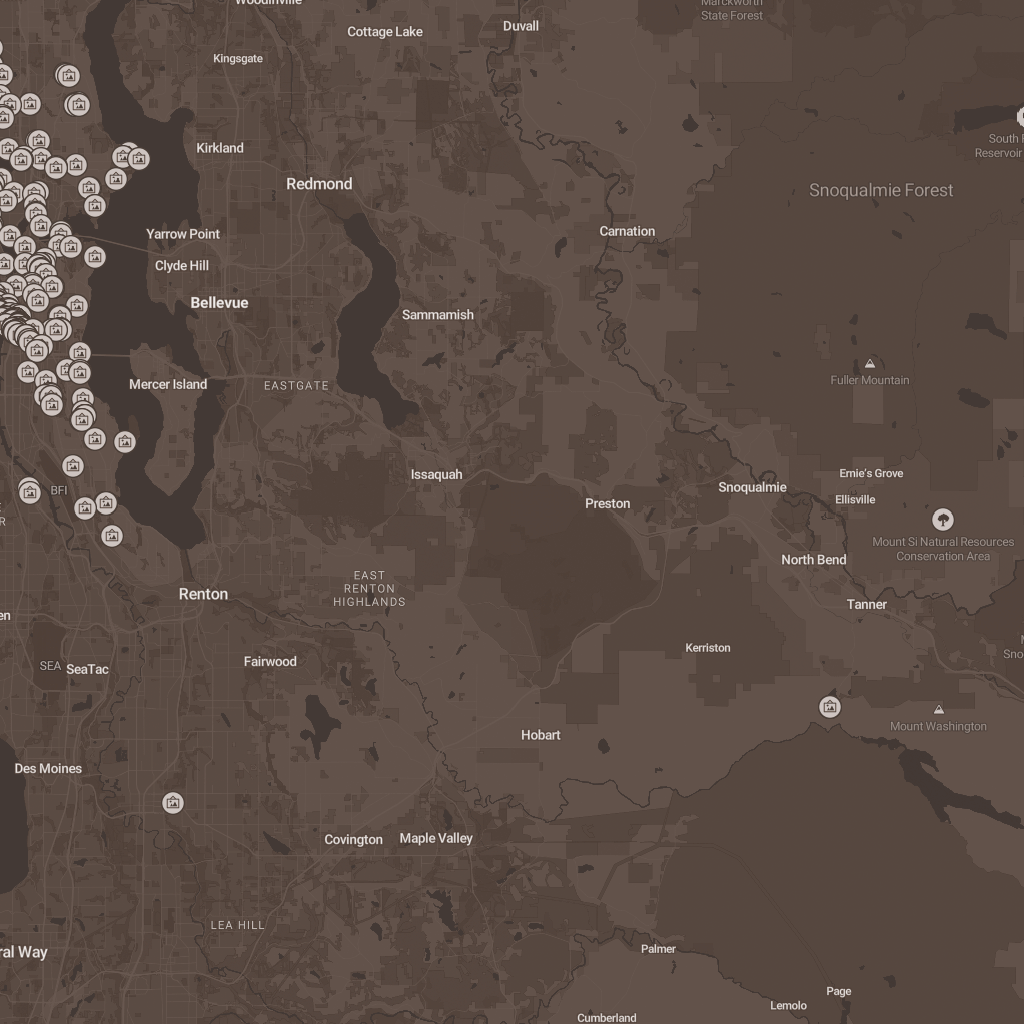 Woodinville
Marckworth
State Forest
Duvall
Cottage Lake
Kingsgate
South F
Reservoir
Kirkland
Redmond
Snoqualmie Forest
Carnation
Yarrow Point
Clyde Hill
Bellevue
Sammamish
Fuller Mountain
Mercer Island
EASTGATE
Issaquah
Ernie's Grove
Snoqualmie
BFI
Ellisville
Preston
R
Mount Si Natural Resources
Conservation Area
North Bend
EAST
RENTON
HIGHLANDS
Renton
Tanner
en
Kerriston
Sno
Fairwood
SEA
SeaTac
Mount Washington
Hobart
Des Moines
Covington
Maple Valley
LEA HILL
ral Way
Palmer
Page
Lemolo
Cumberland